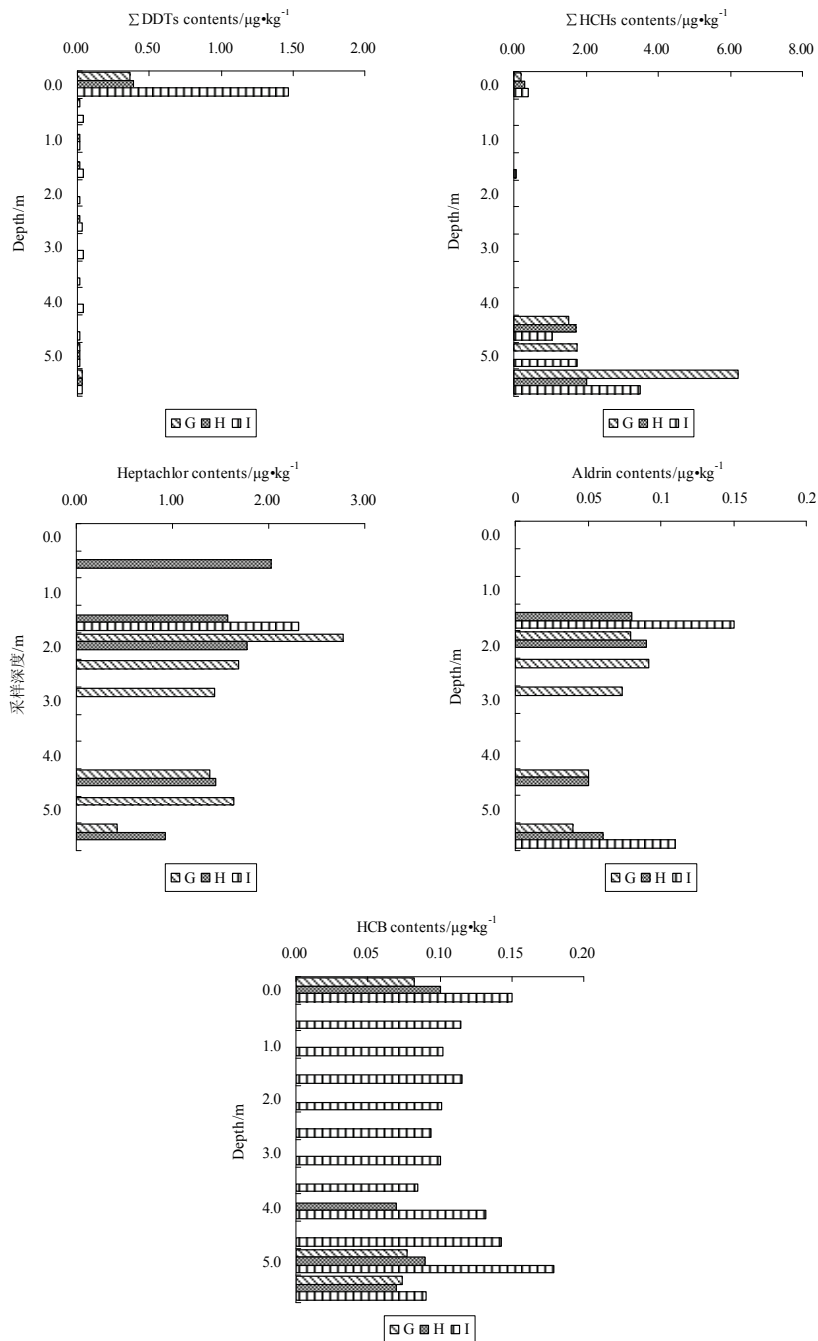 ∑DDTs contents/μg•kg-1
0.00 0.50 1.00 1.50 2.00
Depth/m
0.0
1.0
2.0
3.0
4.0
5.0
G H I
∑HCHs contents/μg•kg-1
0.00 2.00 4.00 6.00 8.00
Depth/m
0.0
1.0
2.0
3.0
4.0
5.0
G H I
Heptachlor contents/μg•kg-1
0.00 1.00 2.00 3.00
采样深度/m
0.0
1.0
2.0
3.0
4.0
5.0
G H I
Aldrin contents/μg•kg-1
0 0.05 0.1 0.15 0.2
Depth/m
0.0
1.0
2.0
3.0
4.0
5.0
G H I
HCB contents/μg•kg-1
0.00 0.05 0.10 0.15 0.20
Depth/m
0.0
1.0
2.0
3.0
4.0
5.0
G H I